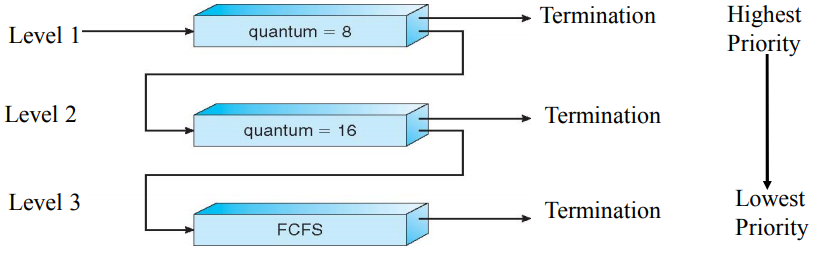 Level 1
quantum = 8
Termination
Highest
Priority
Level 2
quantum = 16
Termination
Level 3
FCFS
Termination
Lowest
Priority